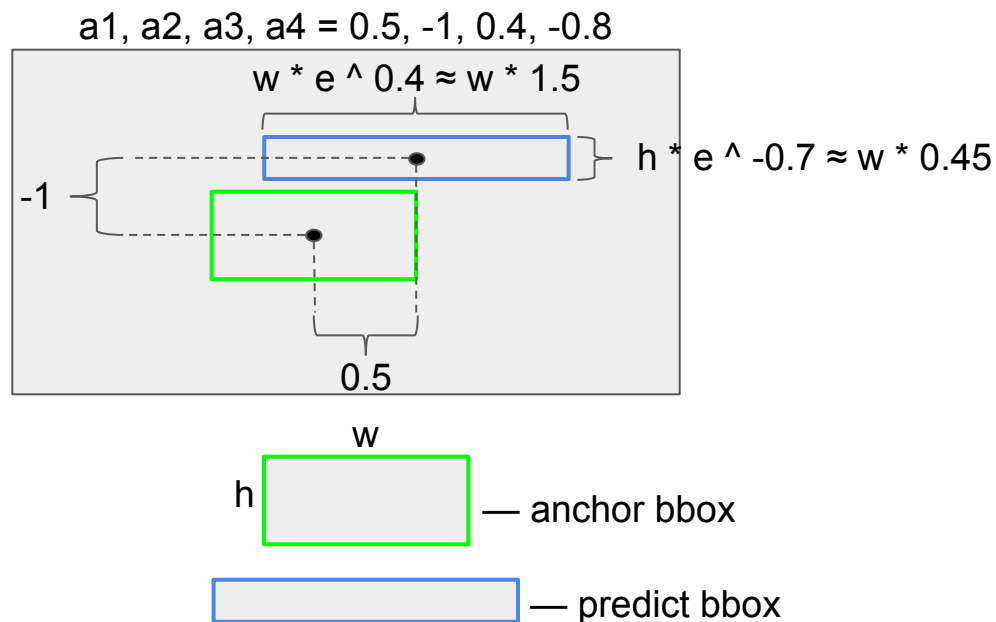 a1, a2, a3, a4 = 0.5, -1, 0.4, -0.8
w * e ^ 0.4 ≈ w * 1.5
h * e ^ -0.7 ≈ w * 0.45
-1
0.5
w
h
— anchor bbox
— predict bbox